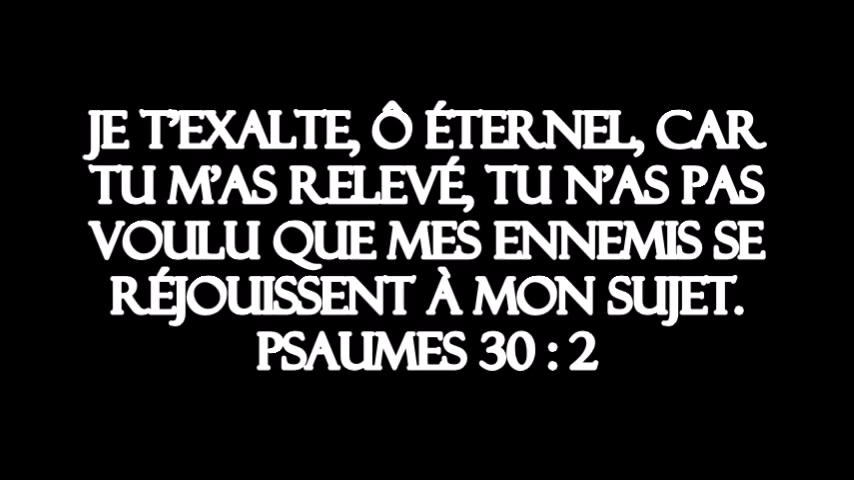 JE T'EXALTE, Ô ÉTERNEL, CAR
TU M'AS RELEVÉ, TU N'AS PAS
VOULU QUE MES ENNEMIS SE
RÉJOUISSENT À MON SUJET.
PSAUMES 30 : 2